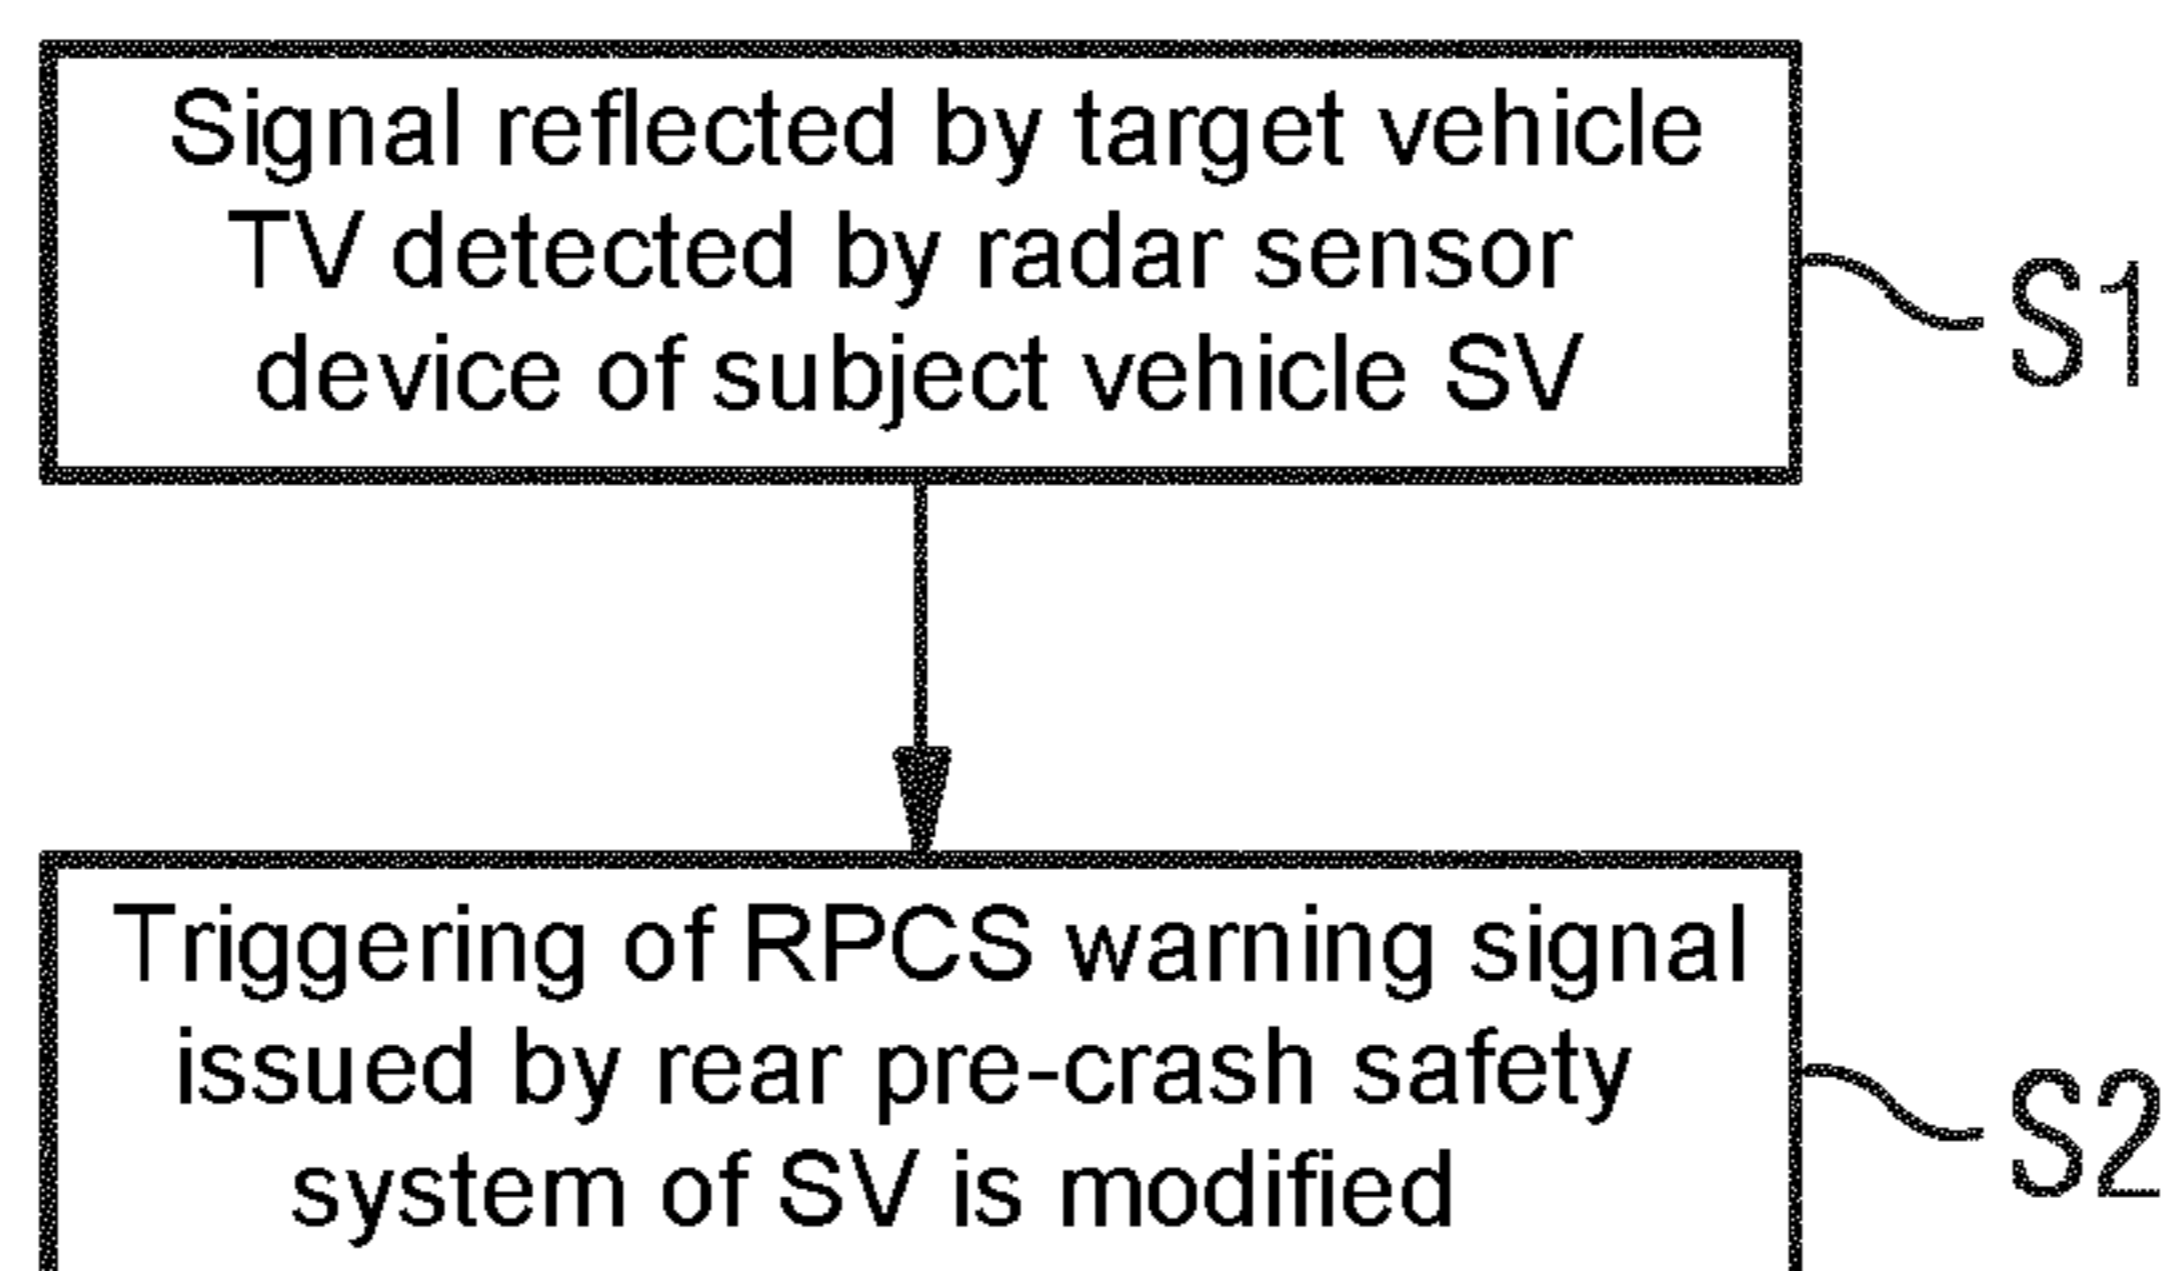 Signal reflected by target vehicle
TV detected by radar sensor
device of subject vehicle SV
S1
Triggering of RPCS warning signal
issued by rear pre-crash safety
system of SV is modified
S2